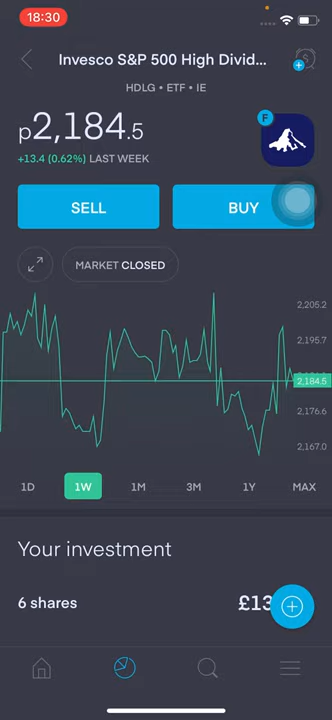 18:30
Invesco S&P 500 High Divid...
HDLG • ETF • IE
p2,184.5
F
+13.4 (0.62%) LAST WEEK
SELL
BUY
MARKET CLOSED
2,205.2
2,195.7
2,184.5
2,176.6
2,167.0
1D
1W
1M
3M
1Y
MAX
Your investment
6 shares